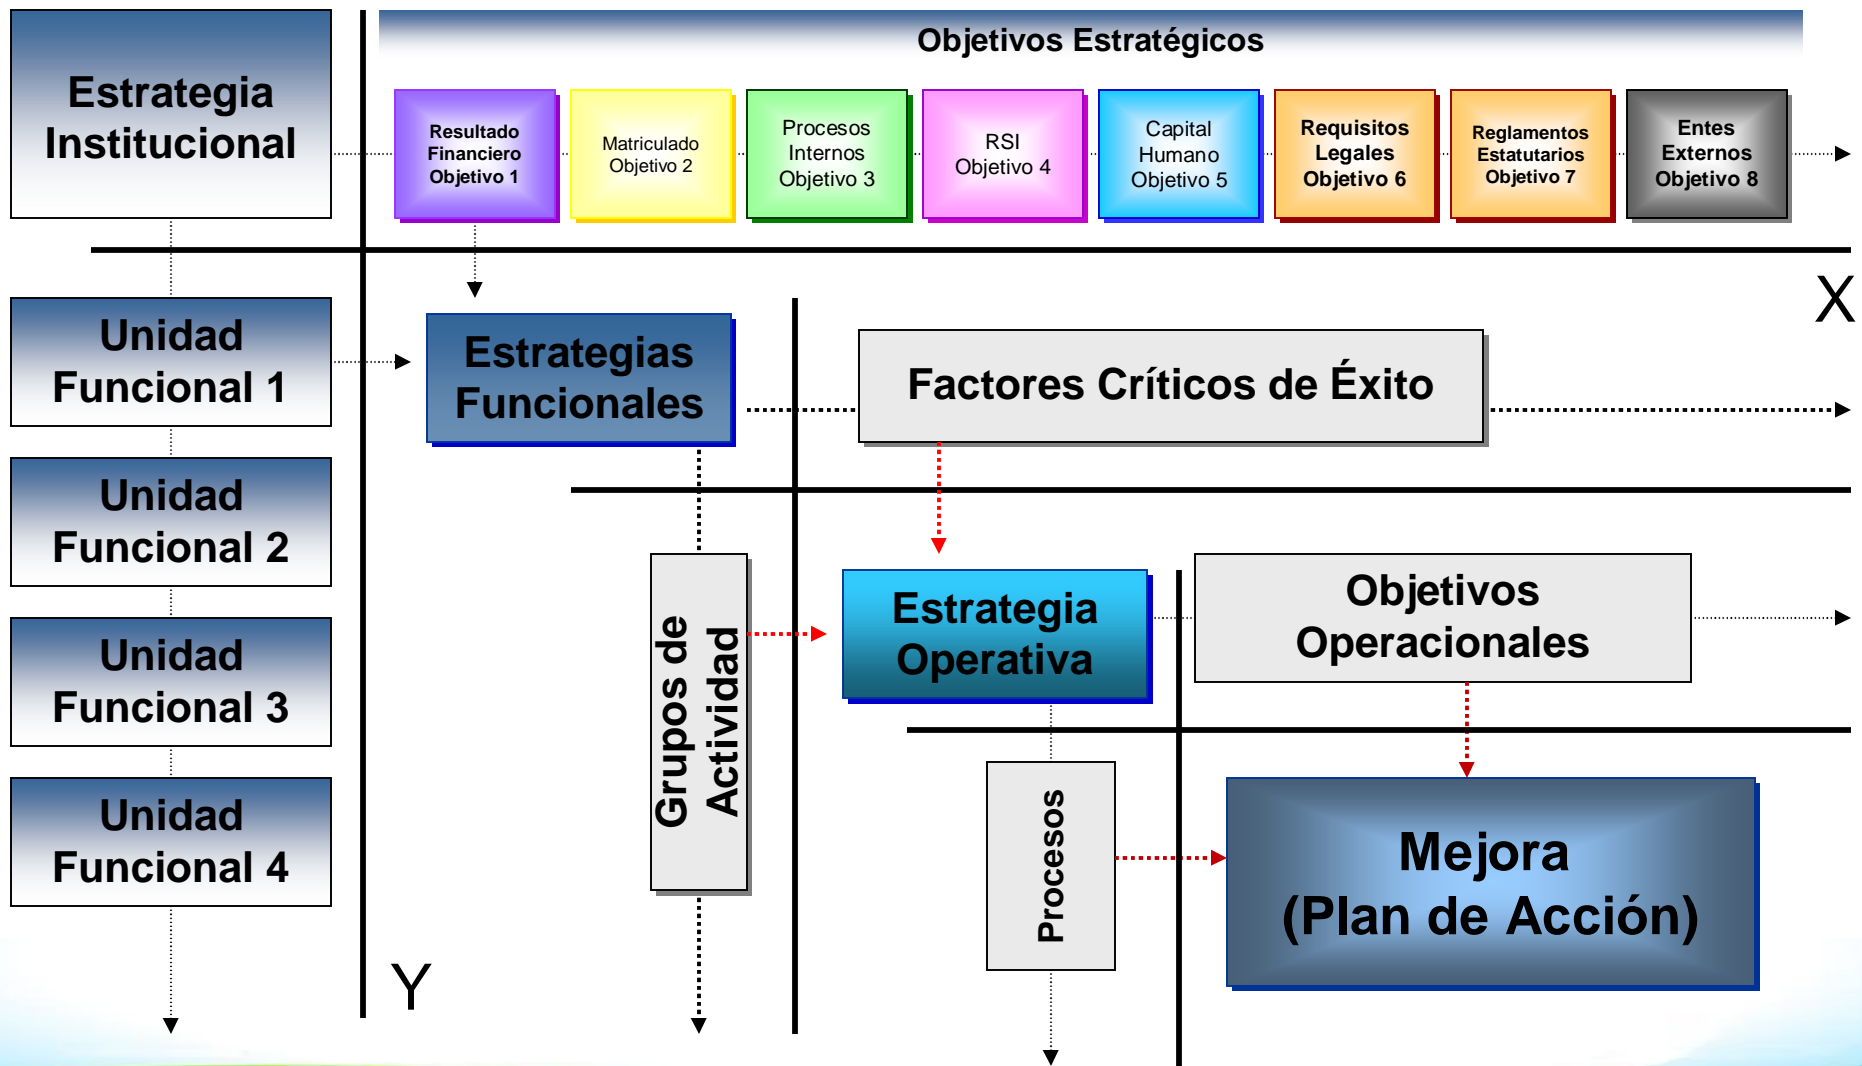 Estrategia
Institucional
Objetivos Estratégicos
Resultado
Financiero
Objetivo 1
Matriculado
Objetivo 2
Procesos
Internos
Objetivo 3
RSI
Objetivo 4
Capital
Humano
Objetivo 5
Requisitos
Legales
Objetivo 6
Reglamentos
Estatutarios
Objetivo 7
Entes
Externos
Objetivo 8
X
Unidad
Funcional 1
Estrategias
Funcionales
Factores Críticos de Éxito
Unidad
Funcional 2
Grupos de
Actividad
Estrategia
Operativa
Objetivos
Operacionales
Unidad
Funcional 3
Procesos
Mejora
(Plan de Acción)
Unidad
Funcional 4
Y